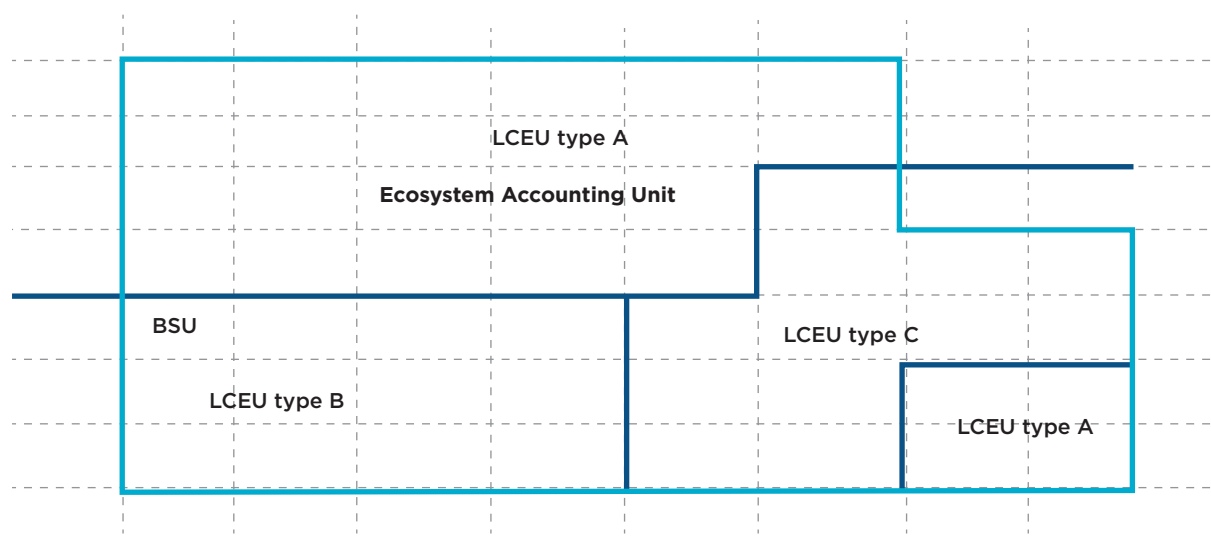 LCEU type A
Ecosystem Accounting Unit
BSU
LCEU type C
LCEU type B
LCEU type A